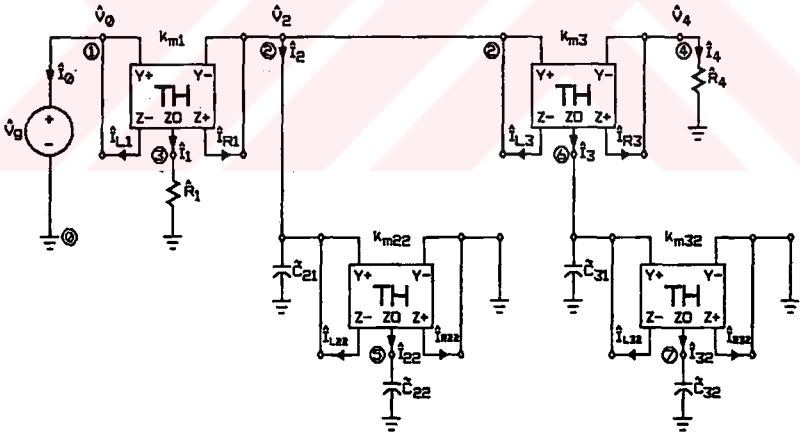 V̂0 km1 V̂2 km3 V̂4
① Î0 Y+ Y- ② Î2 ② Y+ Y- ④ Î4
TH TH R̂4
V̂g + - Z- ZO Z+ Z- ZO Z+
ÎL1 ③ Î1 ÎR1 ÎL3 ⑥ Î3 ÎR3
R̂1
⓪ km22 km32
C̃21 Y+ Y- C̃31 Y+ Y-
TH TH
Z- ZO Z+ Z- ZO Z+
ÎL22 ⑤ Î22 ÎR22 ÎL32 ⑦ Î32 ÎR32
C̃22 C̃32